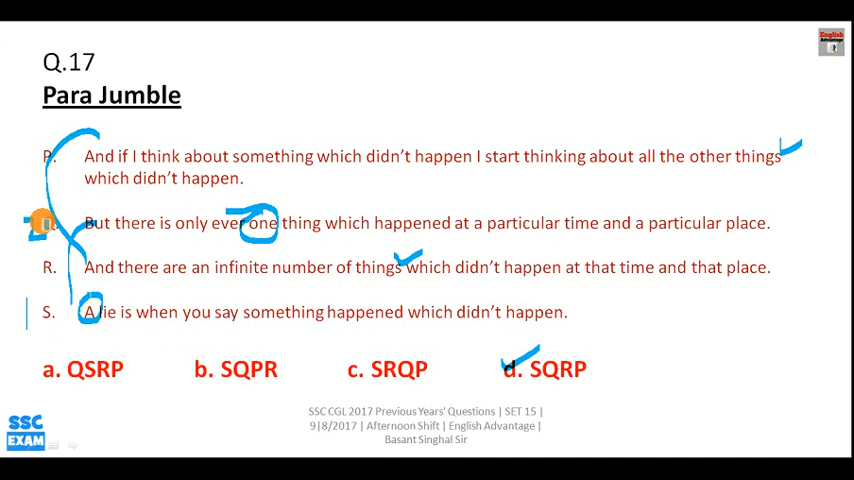 English
Advantage
Q.17
Para Jumble
P. And if I think about something which didn't happen I start thinking about all the other things
which didn't happen.
But there is only ever one thing which happened at a particular time and a particular place.
R. And there are an infinite number of things which didn't happen at that time and that place.
S. A lie is when you say something happened which didn't happen.
a. QSRP b. SQPR c. SRQP d. SQRP
SSC CGL 2017 Previous Years' Questions | SET 15 |
9|8/2017 | Afternoon Shift | English Advantage |
Basant Singhal Sir
SSC
EXAM